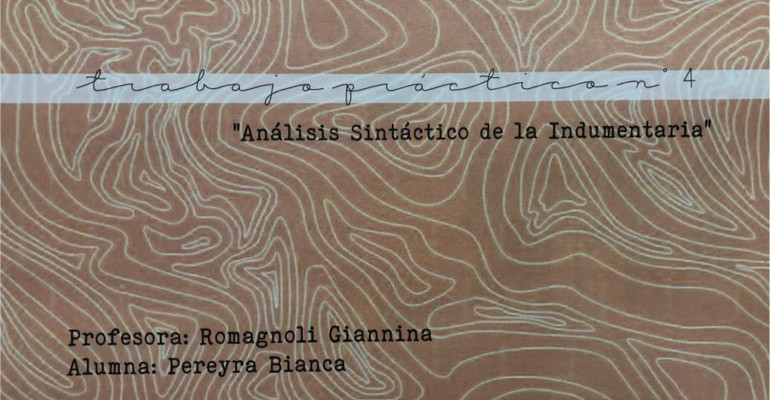 trabajo práctico n° 4
"Análisis Sintáctico de la Indumentaria"
Profesora: Romagnoli Giannina
Alumna: Pereyra Bianca